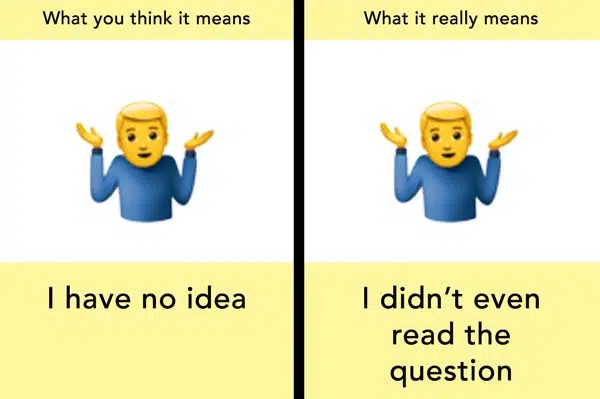 What you think it means
I have no idea
What it really means
I didn’t even
read the
question